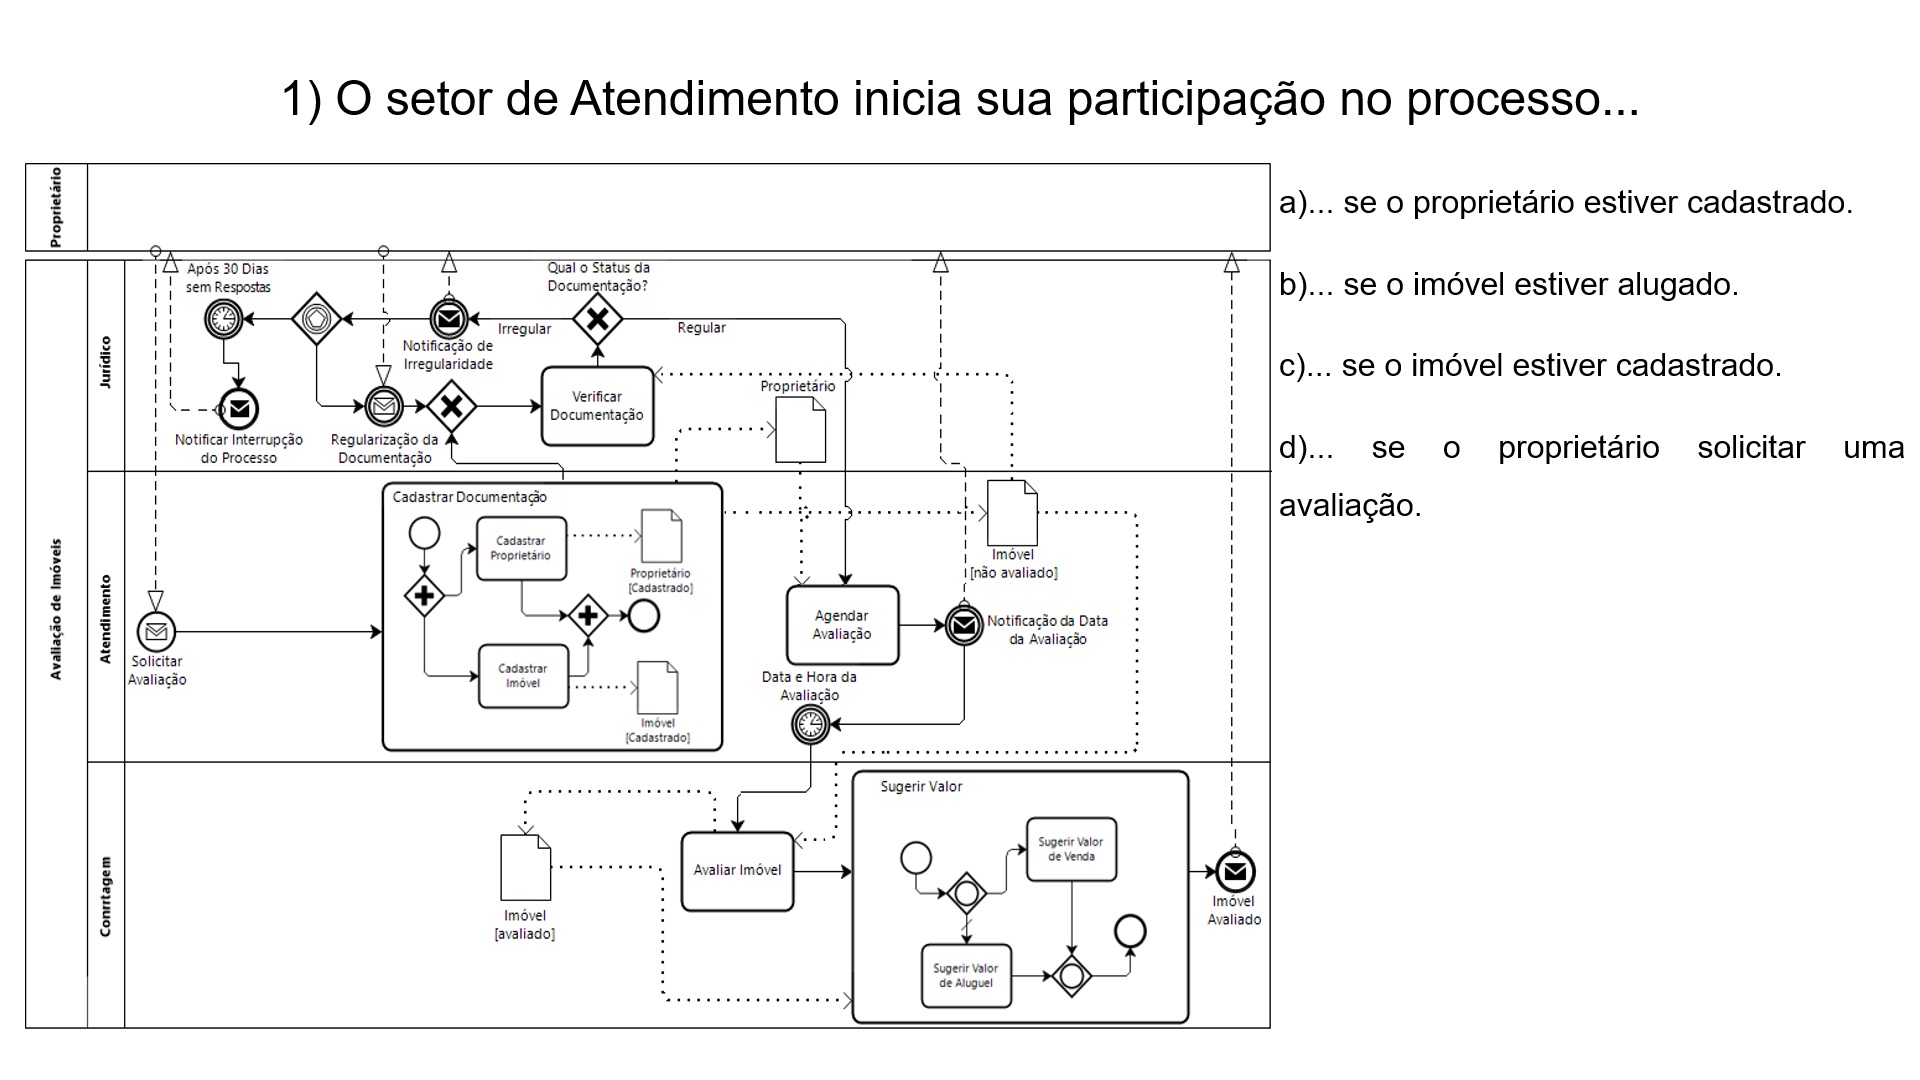 1) O setor de Atendimento inicia sua participação no processo...
Proprietário
a)... se o proprietário estiver cadastrado.
b)... se o imóvel estiver alugado.
c)... se o imóvel estiver cadastrado.
d)... se o proprietário solicitar uma
avaliação.
Avaliação de Imóveis
Jurídico
Após 30 Dias
sem Respostas
Qual o Status da
Documentação?
Irregular
Regular
Notificação de
Irregularidade
Verificar
Documentação
Proprietário
Notificar Interrupção
do Processo
Regularização da
Documentação
Atendimento
Solicitar
Avaliação
Cadastrar Documentação
Cadastrar
Proprietário
Proprietário
[Cadastrado]
Cadastrar
Imóvel
Imóvel
[Cadastrado]
Imóvel
[não avaliado]
Agendar
Avaliação
Notificação da Data
da Avaliação
Data e Hora da
Avaliação
Conrrtagem
Imóvel
[avaliado]
Avaliar Imóvel
Sugerir Valor
Sugerir Valor
de Venda
Sugerir Valor
de Aluguel
Imóvel
Avaliado